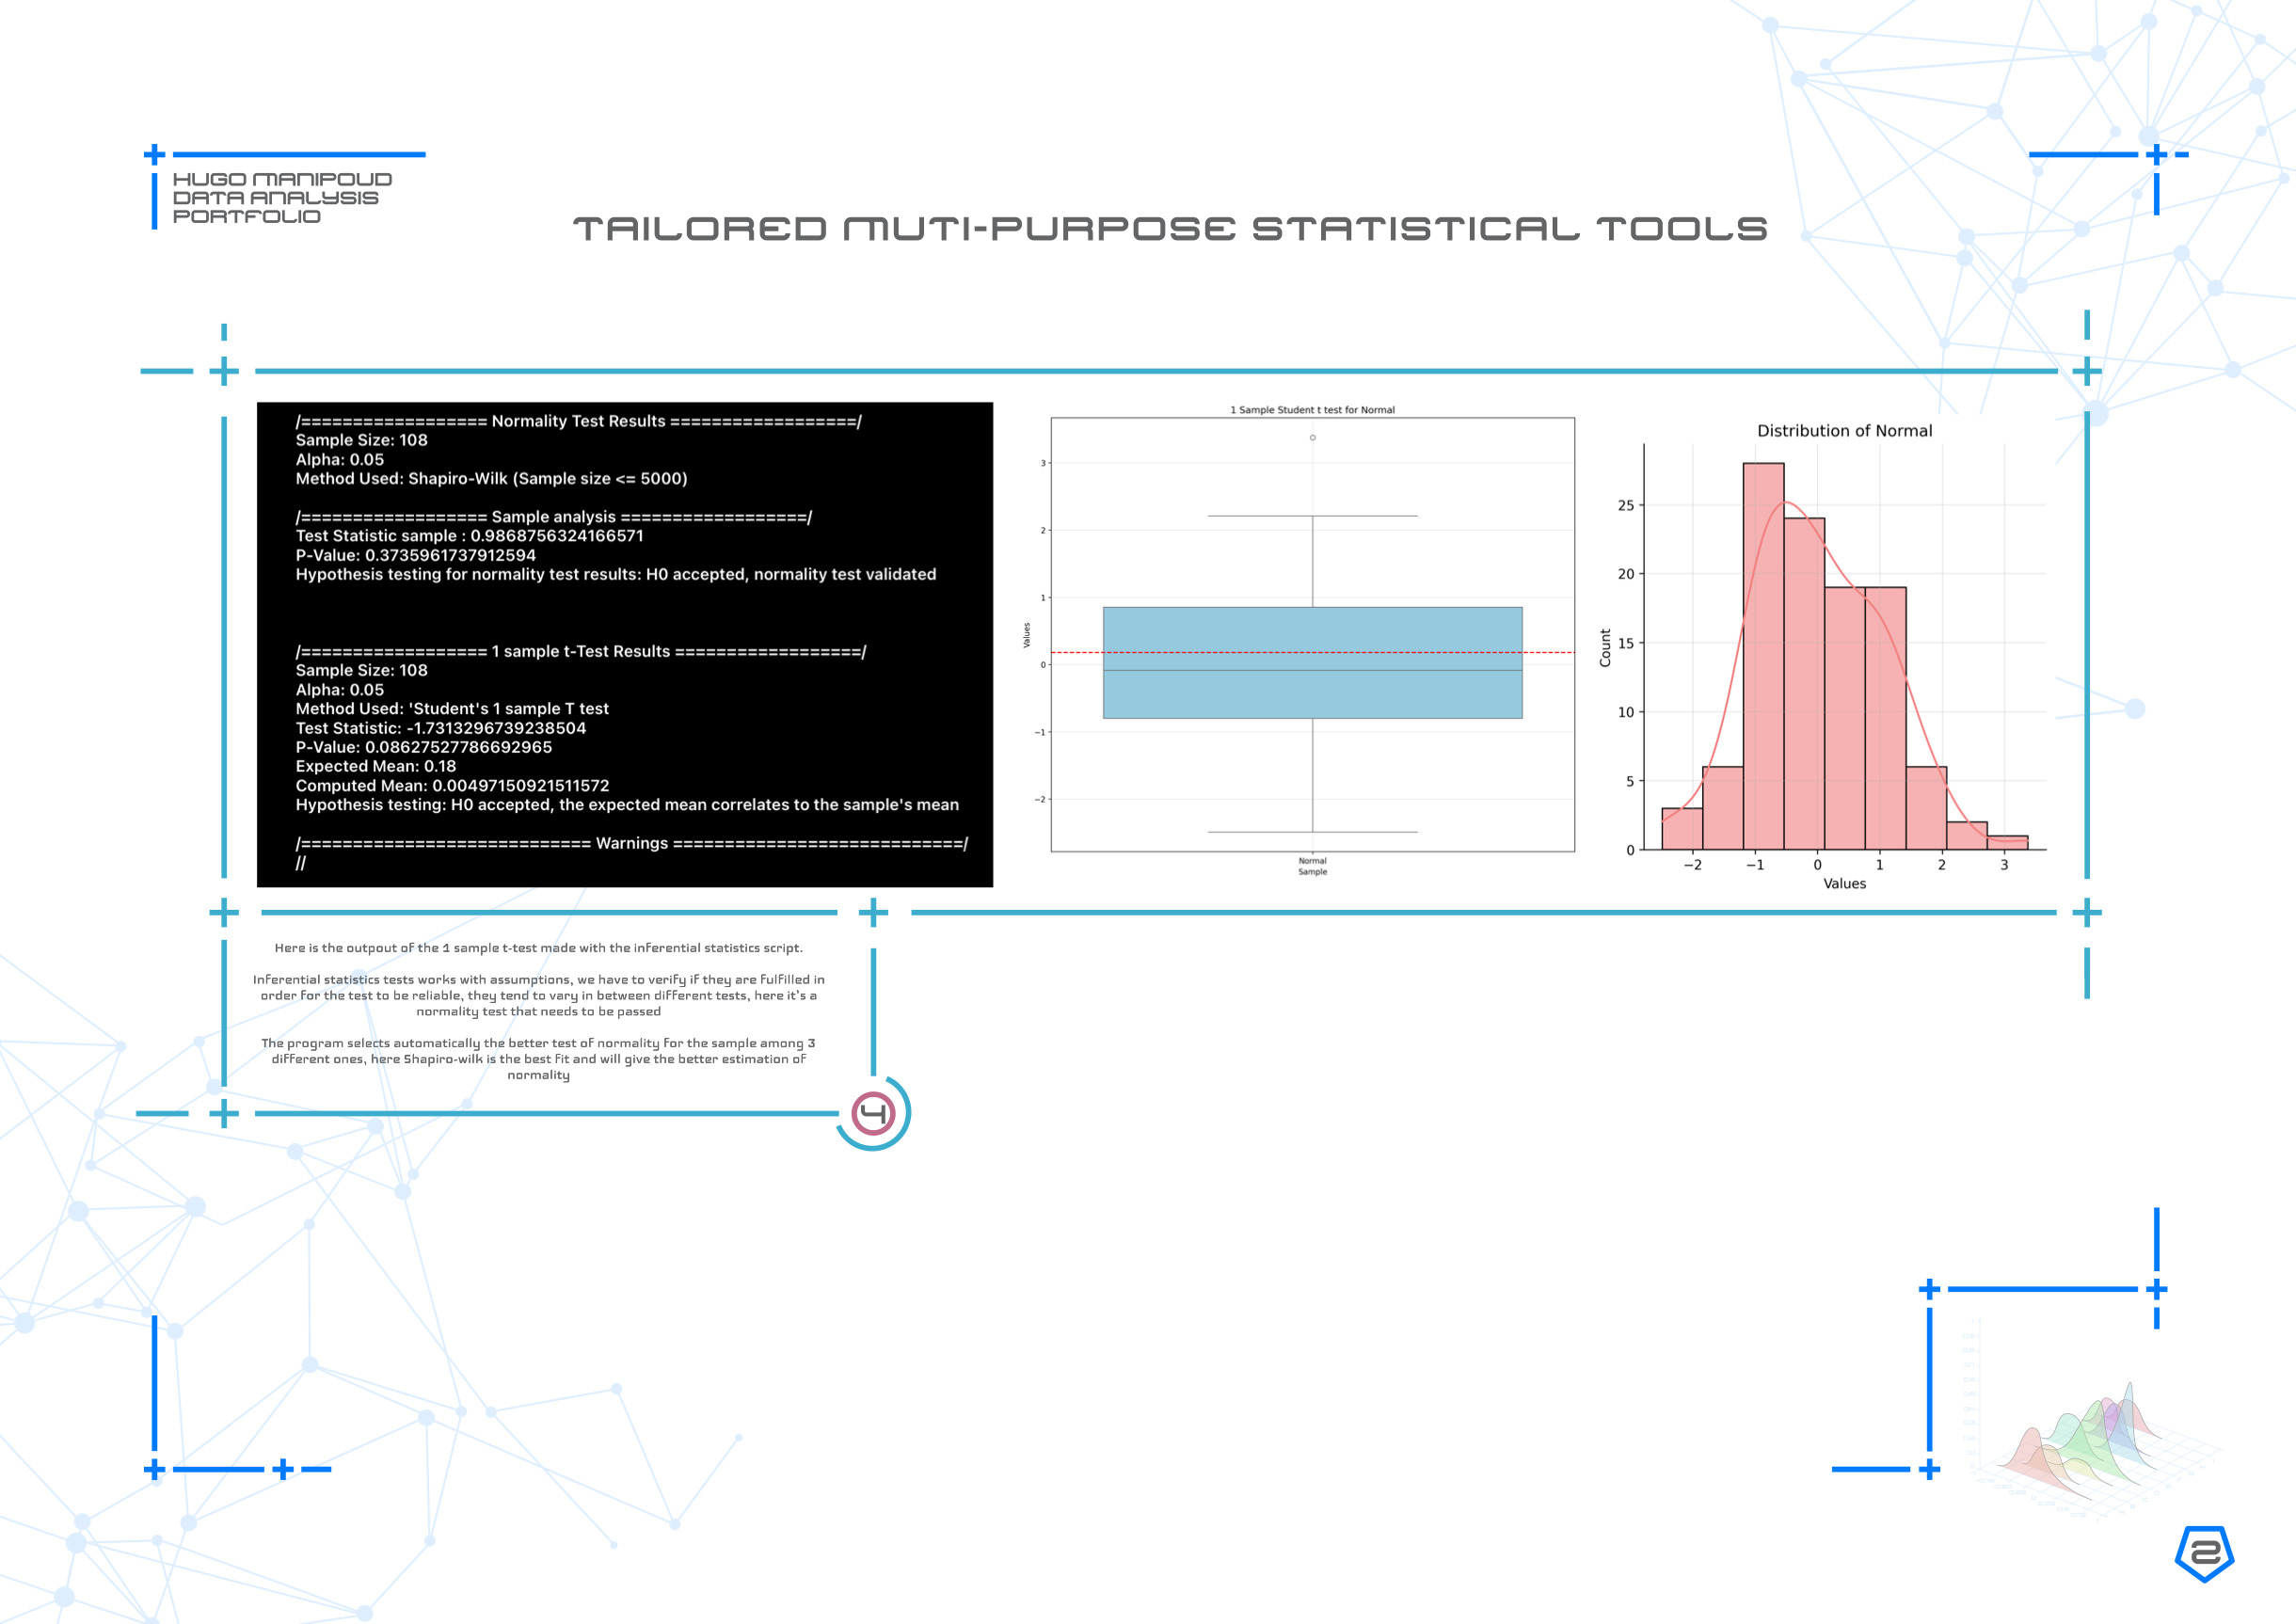 HUGO MANIPOUD
DATA ANALYSIS
PORTFOLIO
TAILORED MUTI-PURPOSE STATISTICAL TOOLS
/================== Normality Test Results ==================/
Sample Size: 108
Alpha: 0.05
Method Used: Shapiro-Wilk (Sample size <= 5000)
/================== Sample analysis ==================/
Test Statistic sample : 0.9868756324166571
P-Value: 0.3735961737912594
Hypothesis testing for normality test results: H0 accepted, normality test validated
/================== 1 sample t-Test Results ==================/
Sample Size: 108
Alpha: 0.05
Method Used: 'Student's 1 sample T test
Test Statistic: -1.7313296739238504
P-Value: 0.08627527786692965
Expected Mean: 0.18
Computed Mean: 0.00497150921511572
Hypothesis testing: H0 accepted, the expected mean correlates to the sample's mean
/============================ Warnings ============================/
//
1 Sample Student t test for Normal
Values
3
2
1
0
−1
−2
Normal
Sample
Distribution of Normal
Count
25
20
15
10
5
0
−2
−1
0
1
2
3
Values
Here is the outpout of the 1 sample t-test made with the inferential statistics script.
Inferential statistics tests works with assumptions, we have to verify if they are fulfilled in
order for the test to be reliable, they tend to vary in between different tests, here it's a
normality test that needs to be passed
The program selects automatically the better test of normality for the sample among 3
different ones, here Shapiro-wilk is the best fit and will give the better estimation of
normality
4
2